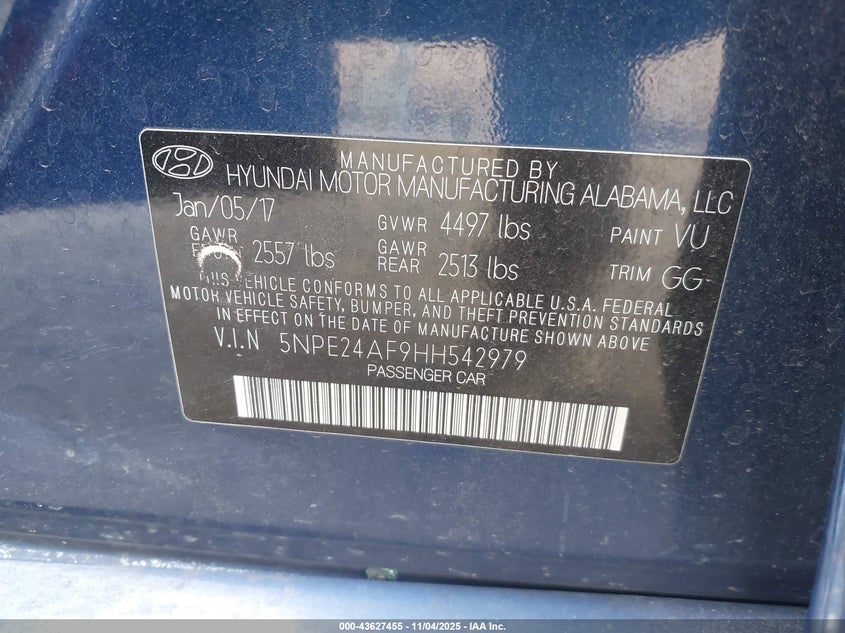 MANUFACTURED BY
HYUNDAI MOTOR MANUFACTURING ALABAMA, LLC
Jan/05/17 GVWR 4497 lbs PAINT VU
GAWR FRONT 2557 lbs GAWR REAR 2513 lbs TRIM GG
THIS VEHICLE CONFORMS TO ALL APPLICABLE U.S.A. FEDERAL
MOTOR VEHICLE SAFETY, BUMPER, AND THEFT PREVENTION STANDARDS
IN EFFECT ON THE DATE OF MANUFACTURE SHOWN ABOVE.
V.I.N 5NPE24AF9HH542979
PASSENGER CAR
000-43627455 - 11/04/2025 - IAA Inc.